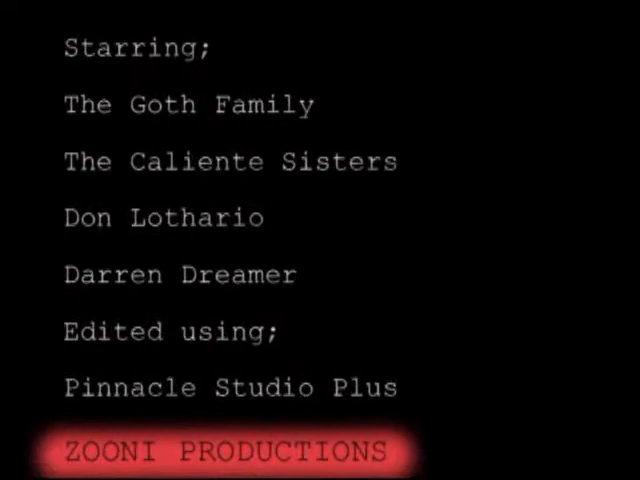 Starring;
The Goth Family
The Caliente Sisters
Don Lothario
Darren Dreamer
Edited using;
Pinnacle Studio Plus
ZOONI PRODUCTIONS